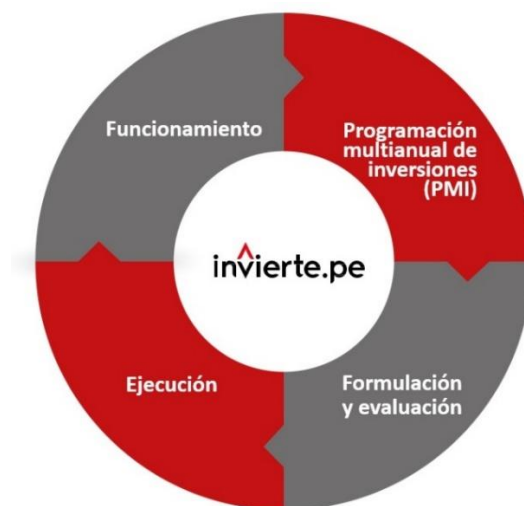 Funcionamiento
Programación
multianual de
inversiones
(PMI)
invierte.pe
Ejecución
Formulación
y evaluación